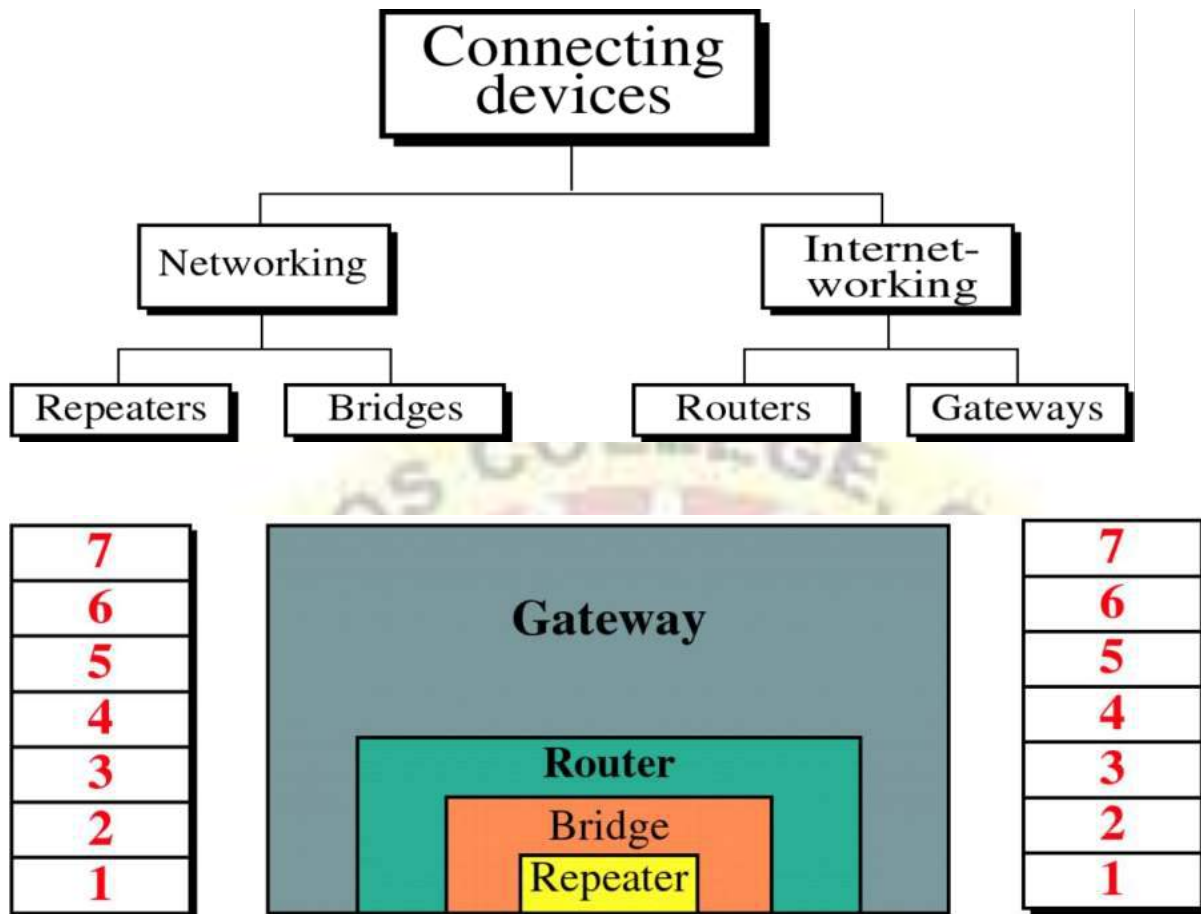 Connecting
devices
Networking
Internet-
working
Repeaters
Bridges
Routers
Gateways
COLLEGE
7
6
5
4
3
2
1
Gateway
Router
Bridge
Repeater
7
6
5
4
3
2
1